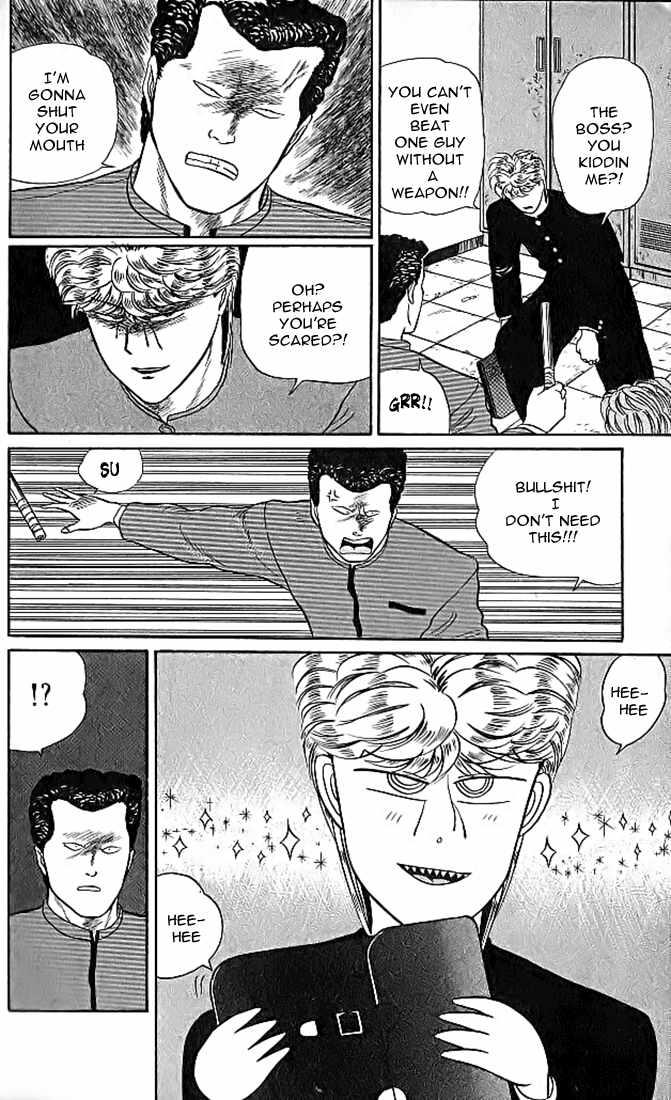 THE
BOSS?
YOU
KIDDIN
ME?!
YOU CAN'T
EVEN
BEAT
ONE GUY
WITHOUT
A
WEAPON!!
GRR!!
I'M
GONNA
SHUT
YOUR
MOUTH
OH?
PERHAPS
YOU'RE
SCARED?!
BULLSHIT!
I
DON'T NEED
THIS!!!
SU
HEE-
HEE
HEE-
HEE
!?